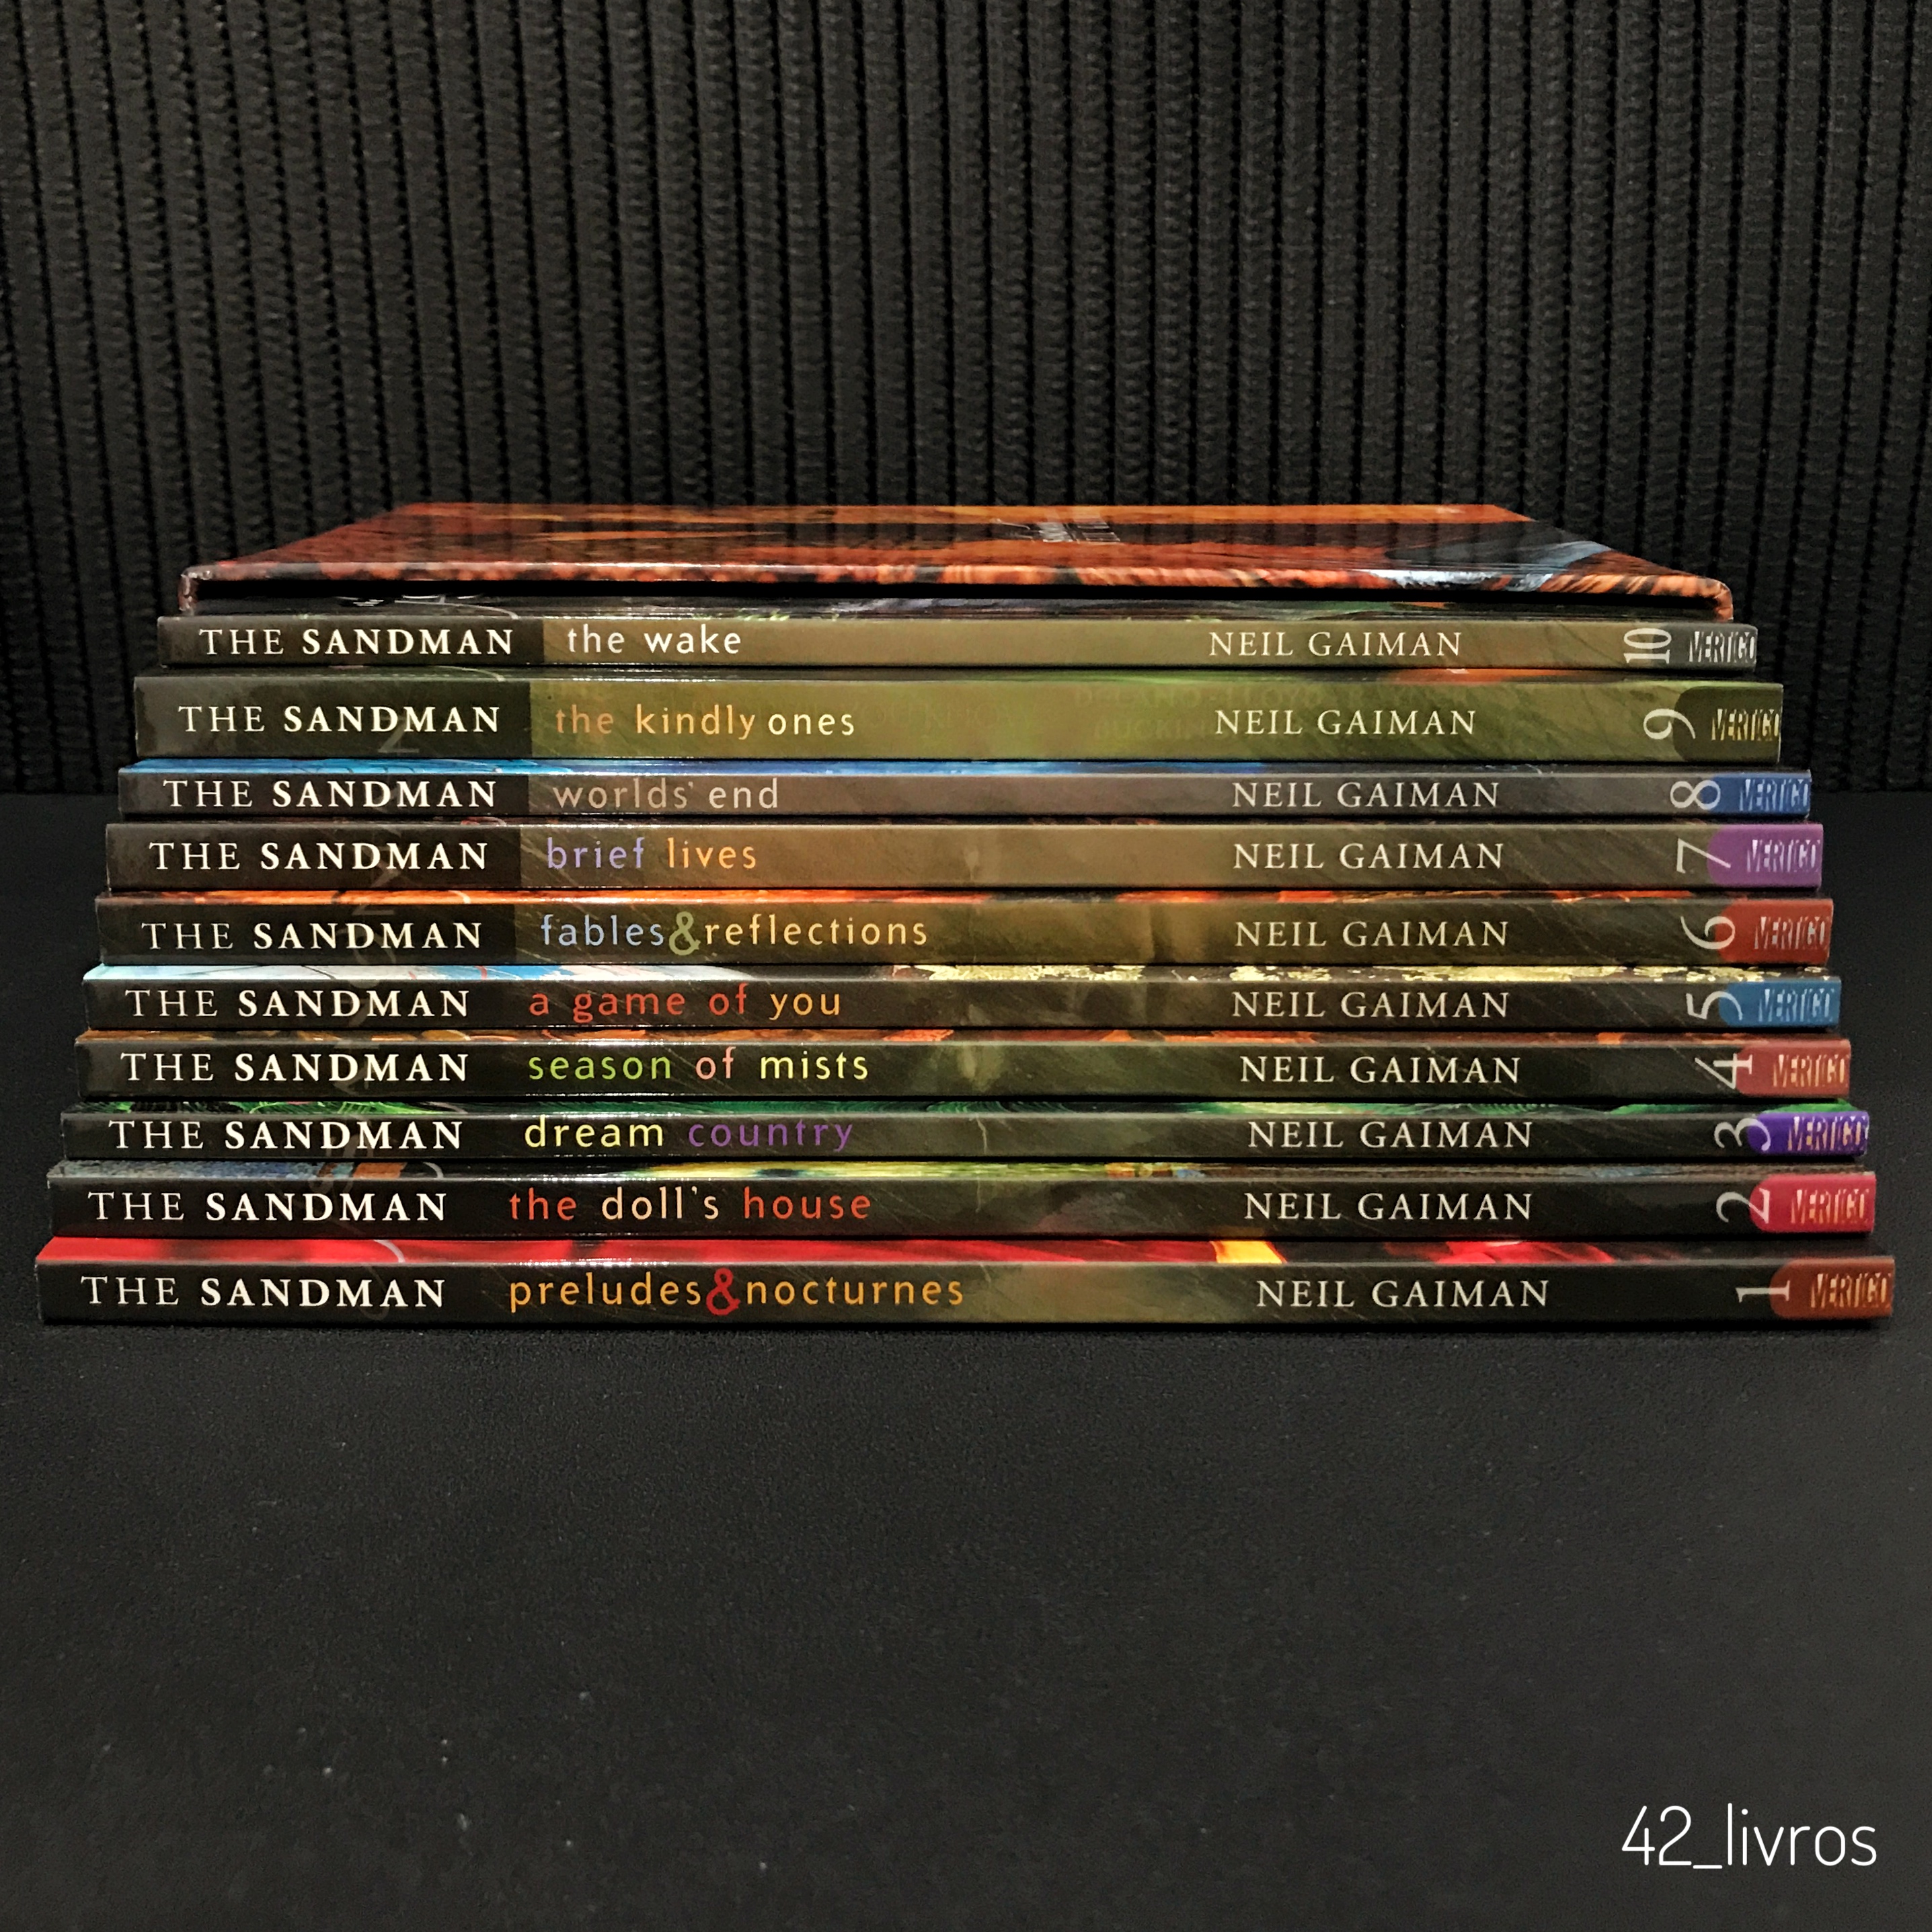 THE SANDMAN the wake NEIL GAIMAN 10 VERTIGO
THE SANDMAN the kindly ones NEIL GAIMAN 9 VERTIGO
THE SANDMAN worlds' end NEIL GAIMAN 8 VERTIGO
THE SANDMAN brief lives NEIL GAIMAN 7 VERTIGO
THE SANDMAN fables&reflections NEIL GAIMAN 6 VERTIGO
THE SANDMAN a game of you NEIL GAIMAN 5 VERTIGO
THE SANDMAN season of mists NEIL GAIMAN 4 VERTIGO
THE SANDMAN dream country NEIL GAIMAN 3 VERTIGO
THE SANDMAN the doll's house NEIL GAIMAN 2 VERTIGO
THE SANDMAN preludes&nocturnes NEIL GAIMAN 1 VERTIGO
42_livros